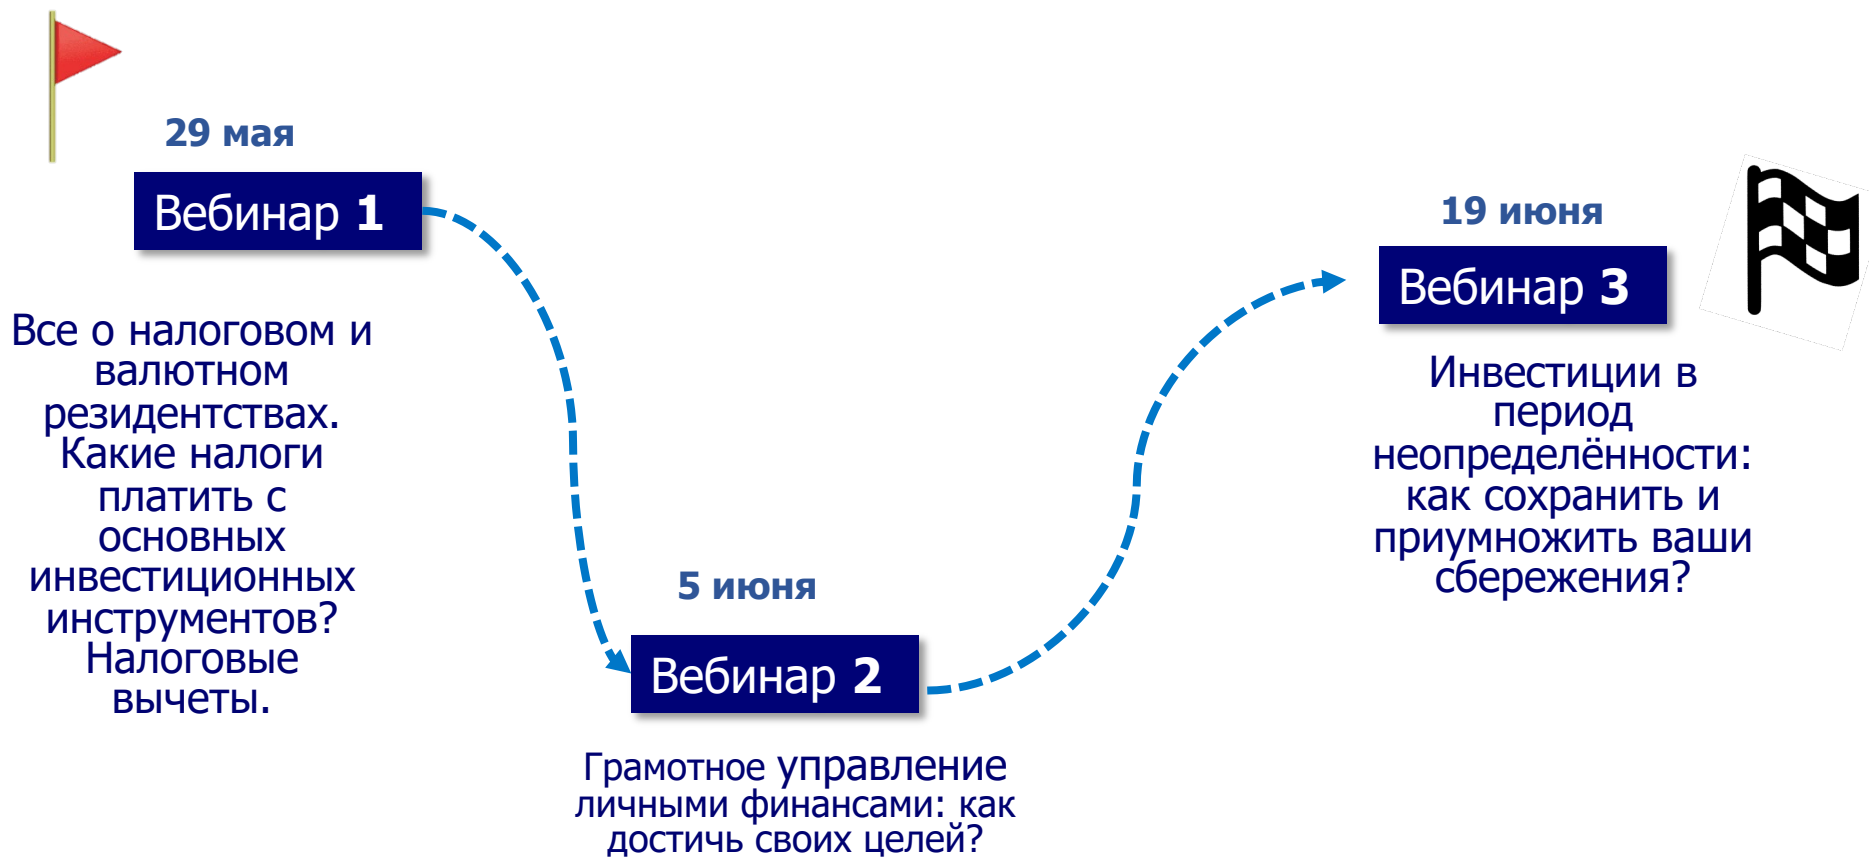 29 мая
Вебинар 1
Все о налоговом и
валютном
резидентствах.
Какие налоги
платить с
основных
инвестиционных
инструментов?
Налоговые
вычеты.
5 июня
Вебинар 2
Грамотное управление
личными финансами: как
достичь своих целей?
19 июня
Вебинар 3
Инвестиции в
период
неопределённости:
как сохранить и
приумножить ваши
сбережения?